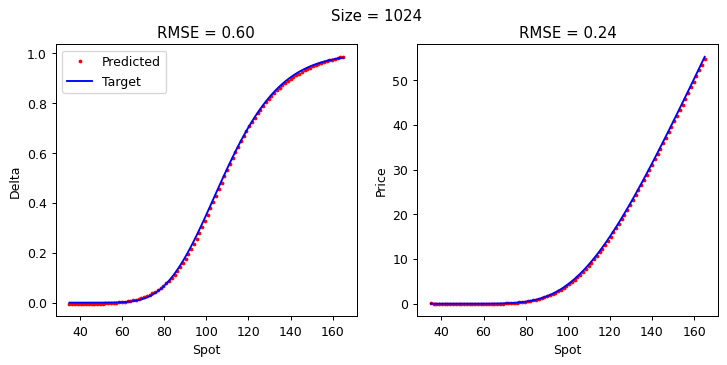 Size = 1024
RMSE = 0.60
Predicted
Target
1.0
0.8
0.6
0.4
0.2
0.0
Delta
40 60 80 100 120 140 160
Spot
RMSE = 0.24
50
40
30
20
10
0
Price
40 60 80 100 120 140 160
Spot